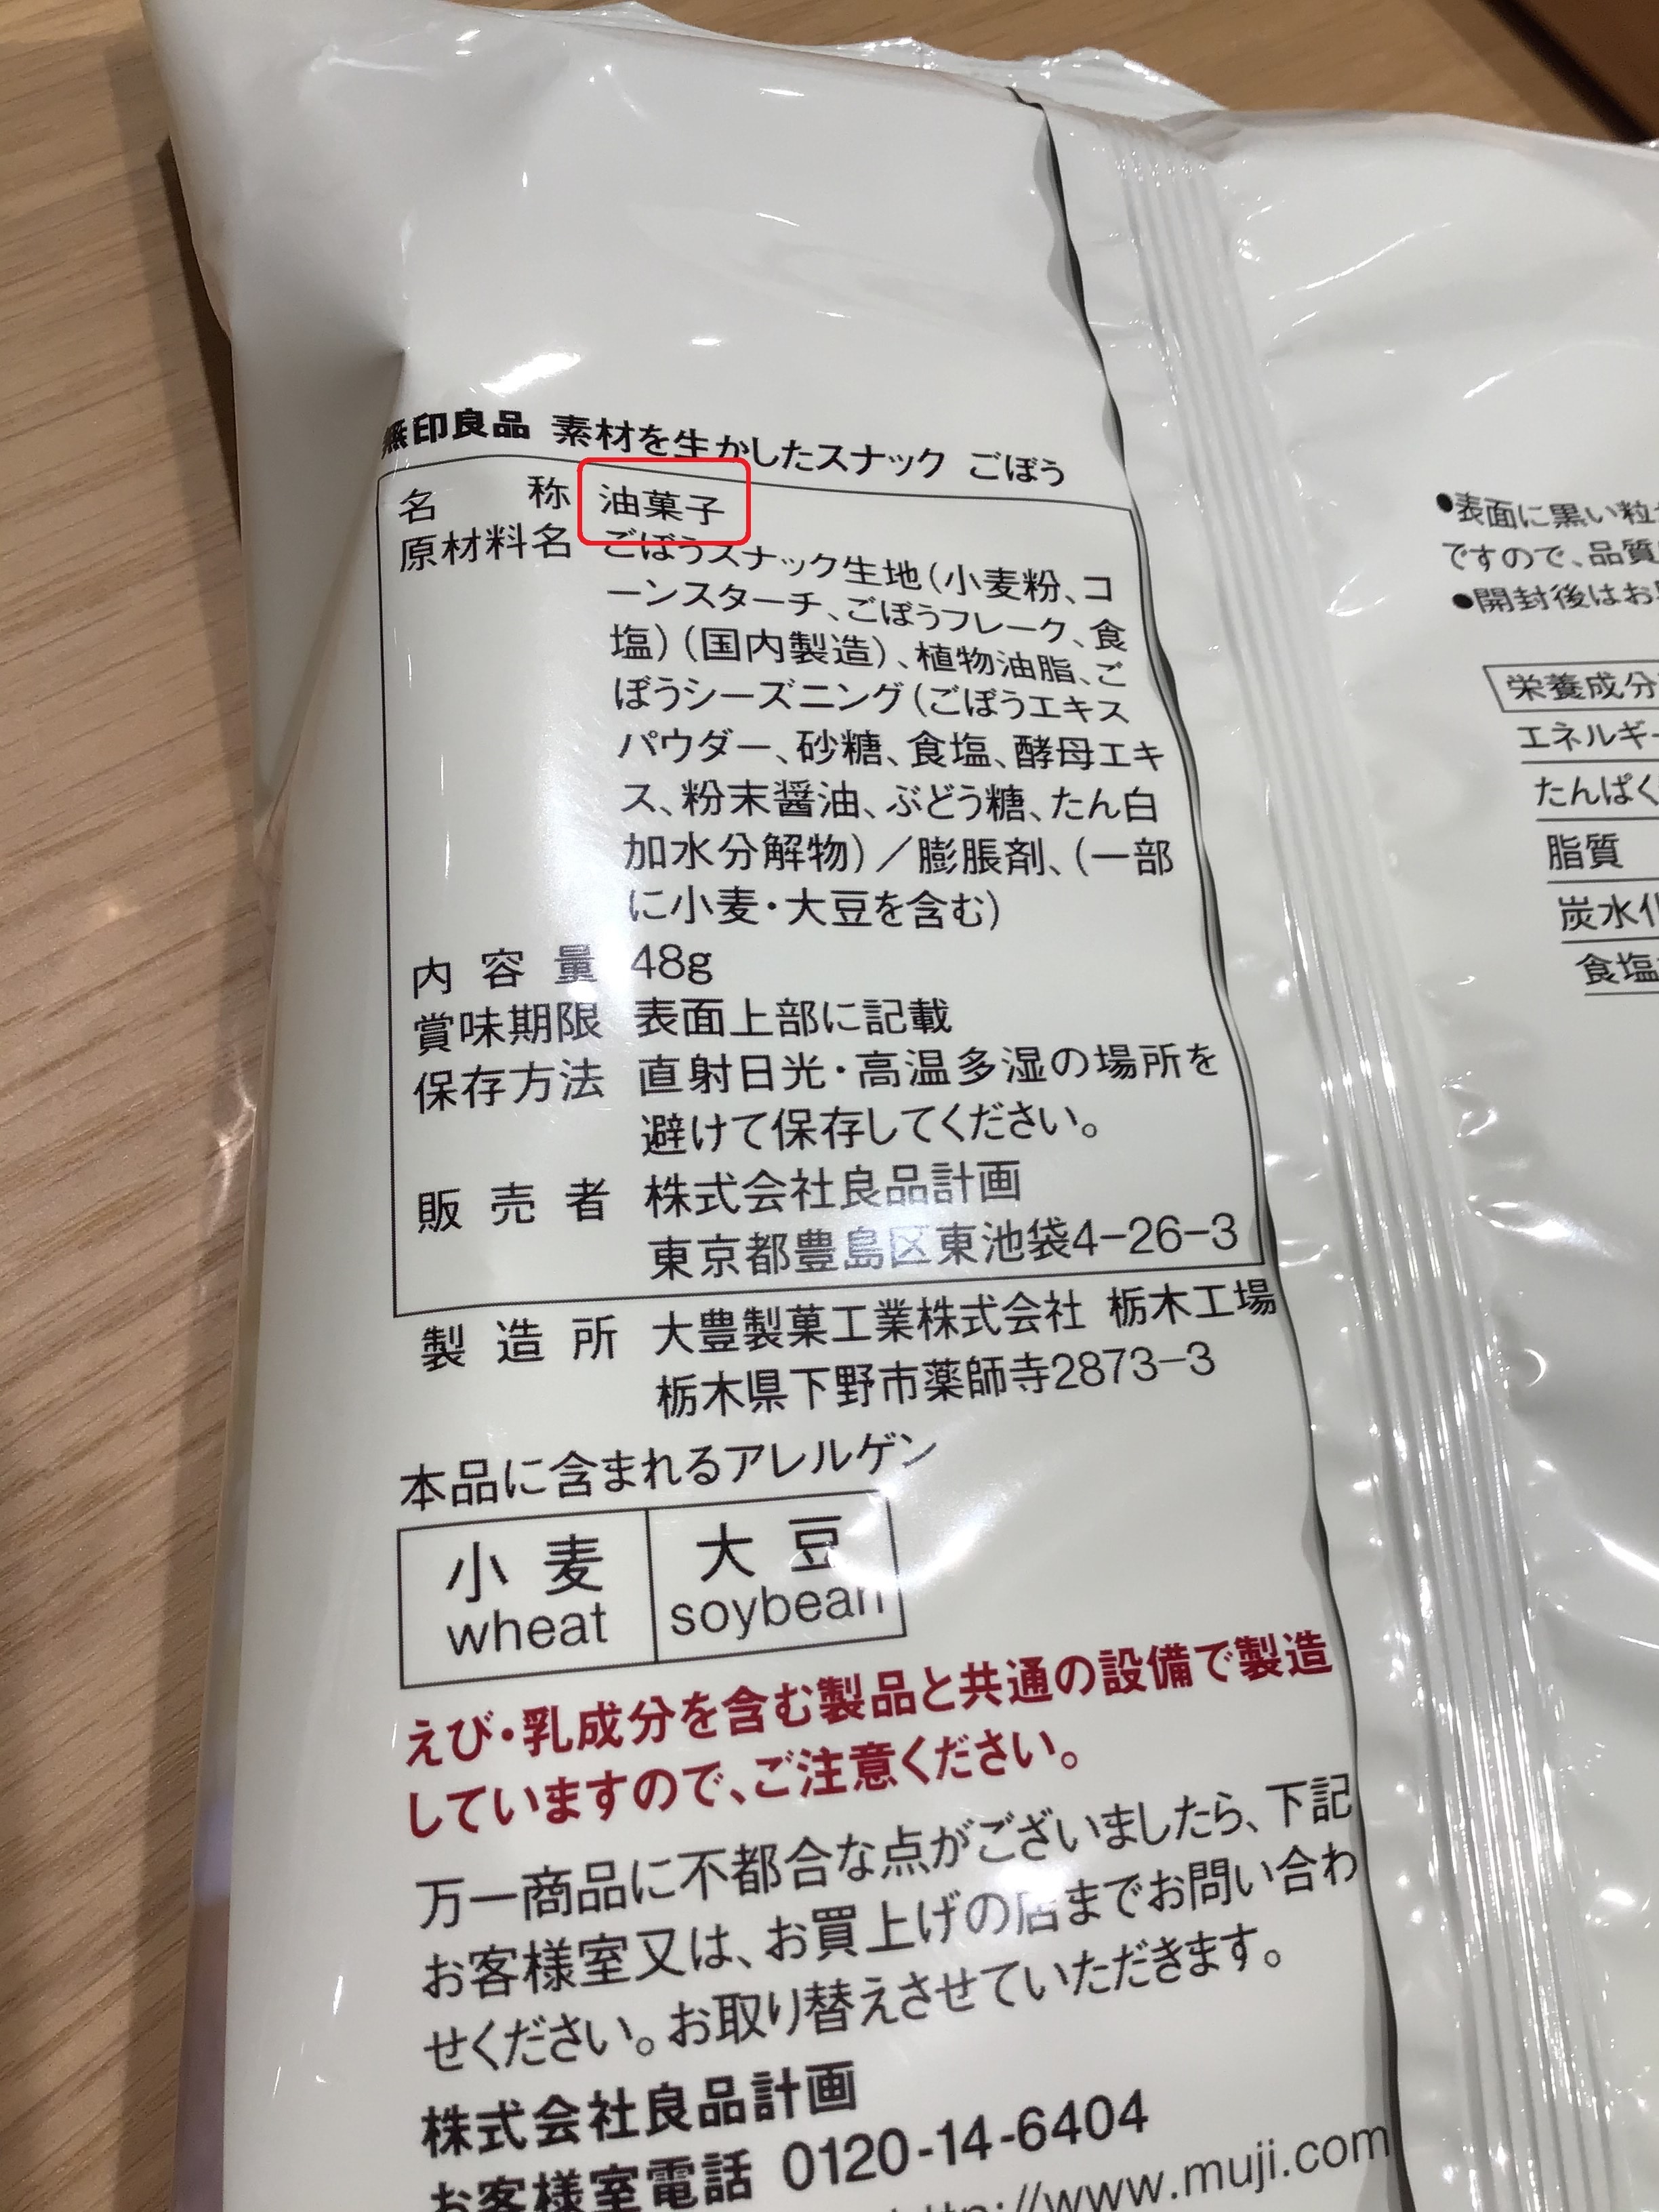 無印良品 素材を生かしたスナック ごぼう
名称 油菓子
原材料名 ごぼうスナック生地(小麦粉、コ
ーンスターチ、ごぼうフレーク、食
塩)(国内製造)、植物油脂、ご
ぼうシーズニング(ごぼうエキス
パウダー、砂糖、食塩、酵母エキ
ス、粉末醤油、ぶどう糖、たん白
加水分解物)/膨脹剤、(一部
に小麦・大豆を含む)
内容量 48g
賞味期限 表面上部に記載
保存方法 直射日光・高温多湿の場所を
避けて保存してください。
販売者 株式会社良品計画
東京都豊島区東池袋4-26-3
製造所 大豊製菓工業株式会社 栃木工場
栃木県下野市薬師寺2873-3
本品に含まれるアレルゲン
小麦 大豆
wheat soybean
えび・乳成分を含む製品と共通の設備で製造
していますので、ご注意ください。
万一商品に不都合な点がございましたら、下記
お客様室又は、お買上げの店までお問い合わ
せください。お取り替えさせていただきます。
株式会社良品計画
お客様室電話 0120-14-6404
http://www.muji.com
●表面に黒い粒
ですので、品質
●開封後はお
栄養成分
エネルギー
たんぱく
脂質
炭水化
食塩